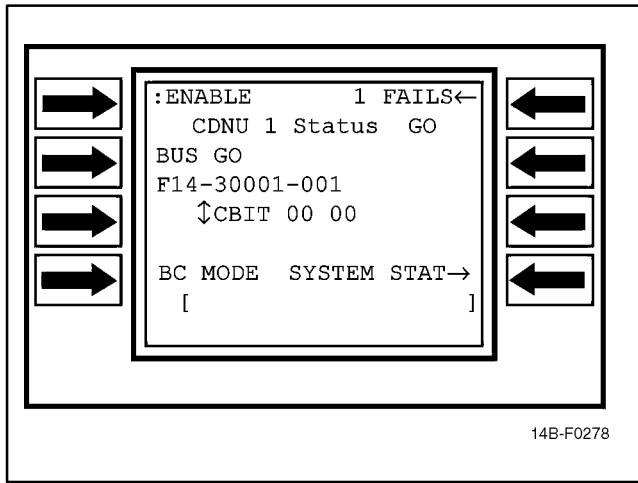 :ENABLE 1 FAILS←
CDNU 1 Status GO
BUS GO
F14-30001-001
↕CBIT 00 00
BC MODE SYSTEM STAT→
[ ]
14B-F0278